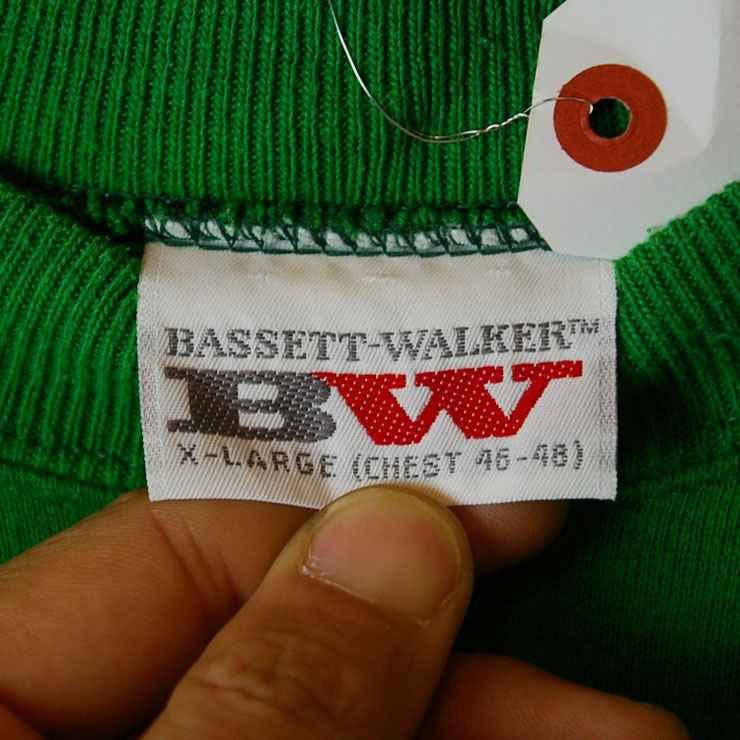 BASSETT-WALKER™
BW
X-LARGE (CHEST 46-48)